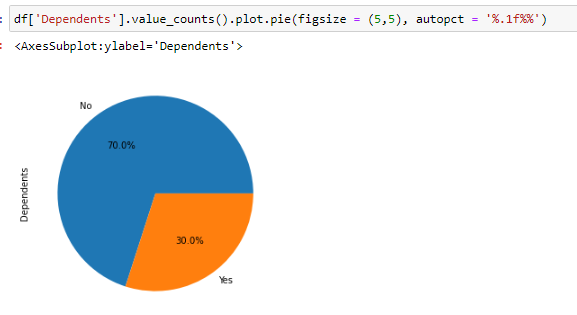 df['Dependents'].value_counts().plot.pie(figsize = (5,5), autopct = '%.1f%%')
<AxesSubplot:ylabel='Dependents'>
No
70.0%
Dependents
30.0%
Yes